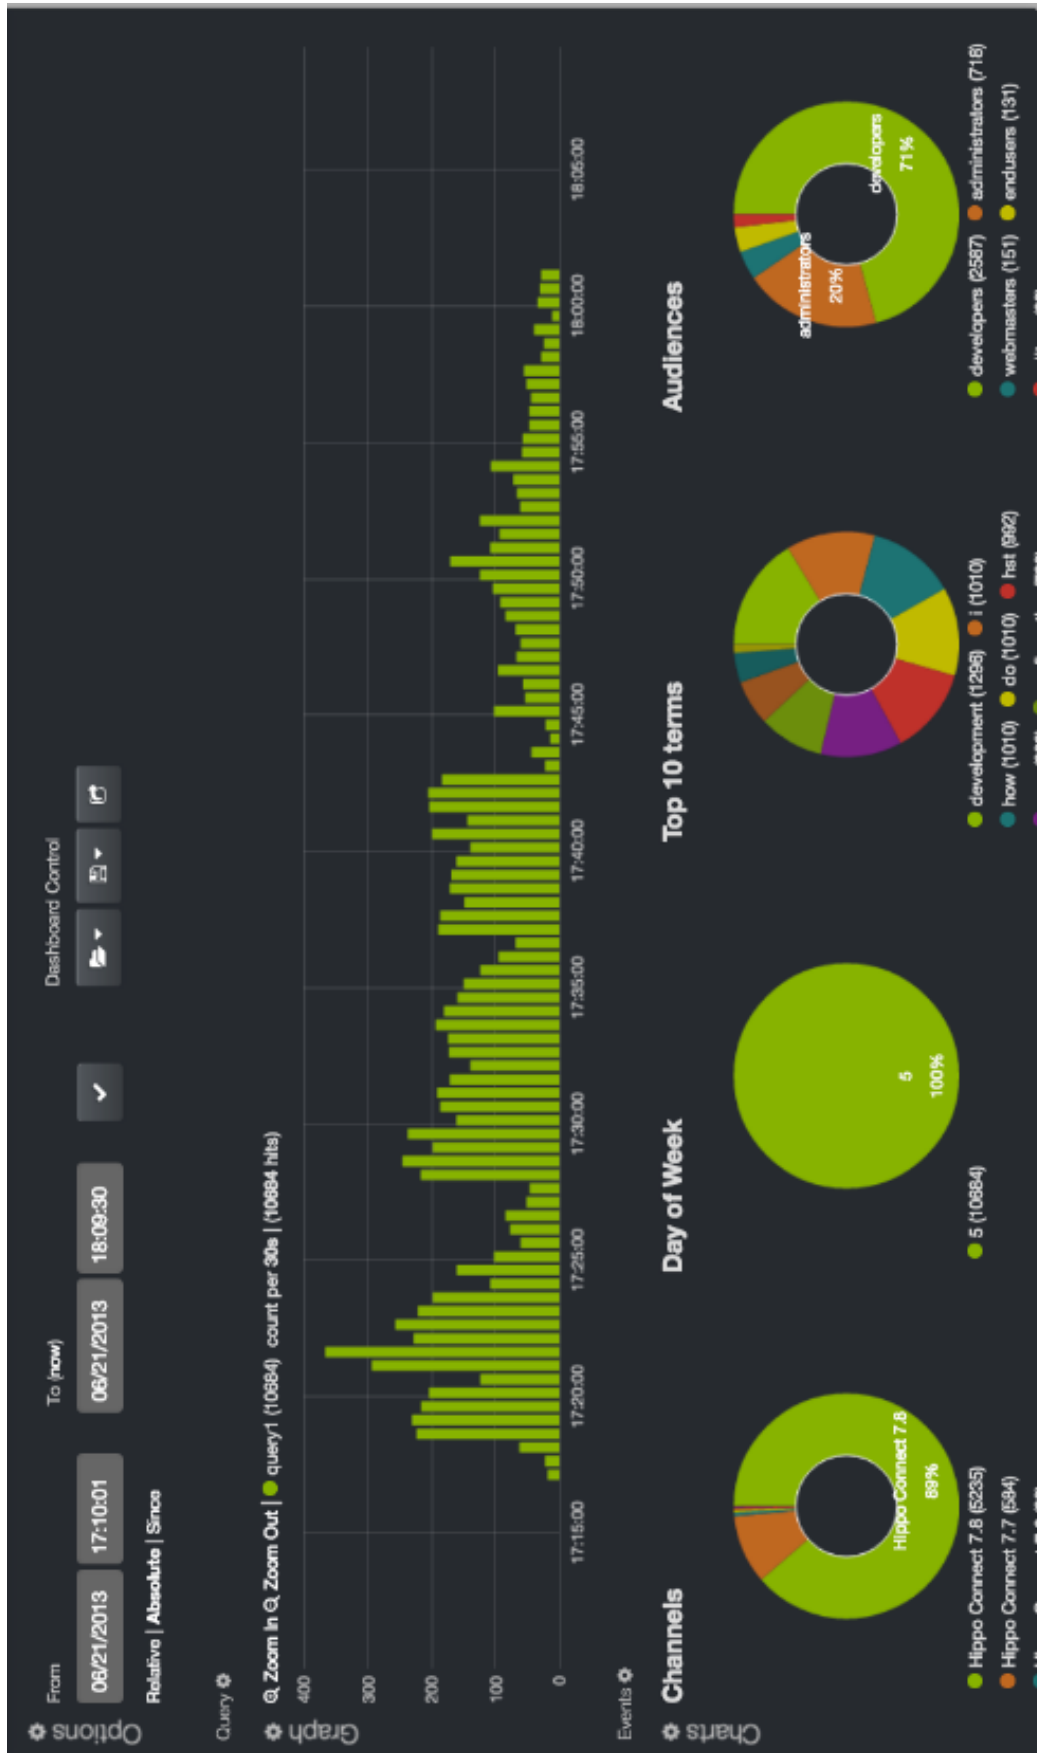 Options
From
To (now)
Dashboard Control
06/21/2013
17:10:01
06/21/2013
18:09:30
Relative | Absolute | Since
Query
Graph
Zoom In Zoom Out | query1 (10684) count per 30s | (10684 hits)
400
300
200
100
0
17:15:00
17:20:00
17:25:00
17:30:00
17:35:00
17:40:00
17:45:00
17:50:00
17:55:00
18:00:00
18:05:00
Events
Charts
Channels
Hippo Connect 7.8
89%
Hippo Connect 7.8 (5235)
Hippo Connect 7.7 (584)
Day of Week
5
100%
5 (10684)
Top 10 terms
development (1296) i (1010)
how (1010) do (1010) hst (992)
Audiences
administrators
20%
developers
71%
developers (2587) administrators (718)
webmasters (151) endusers (131)